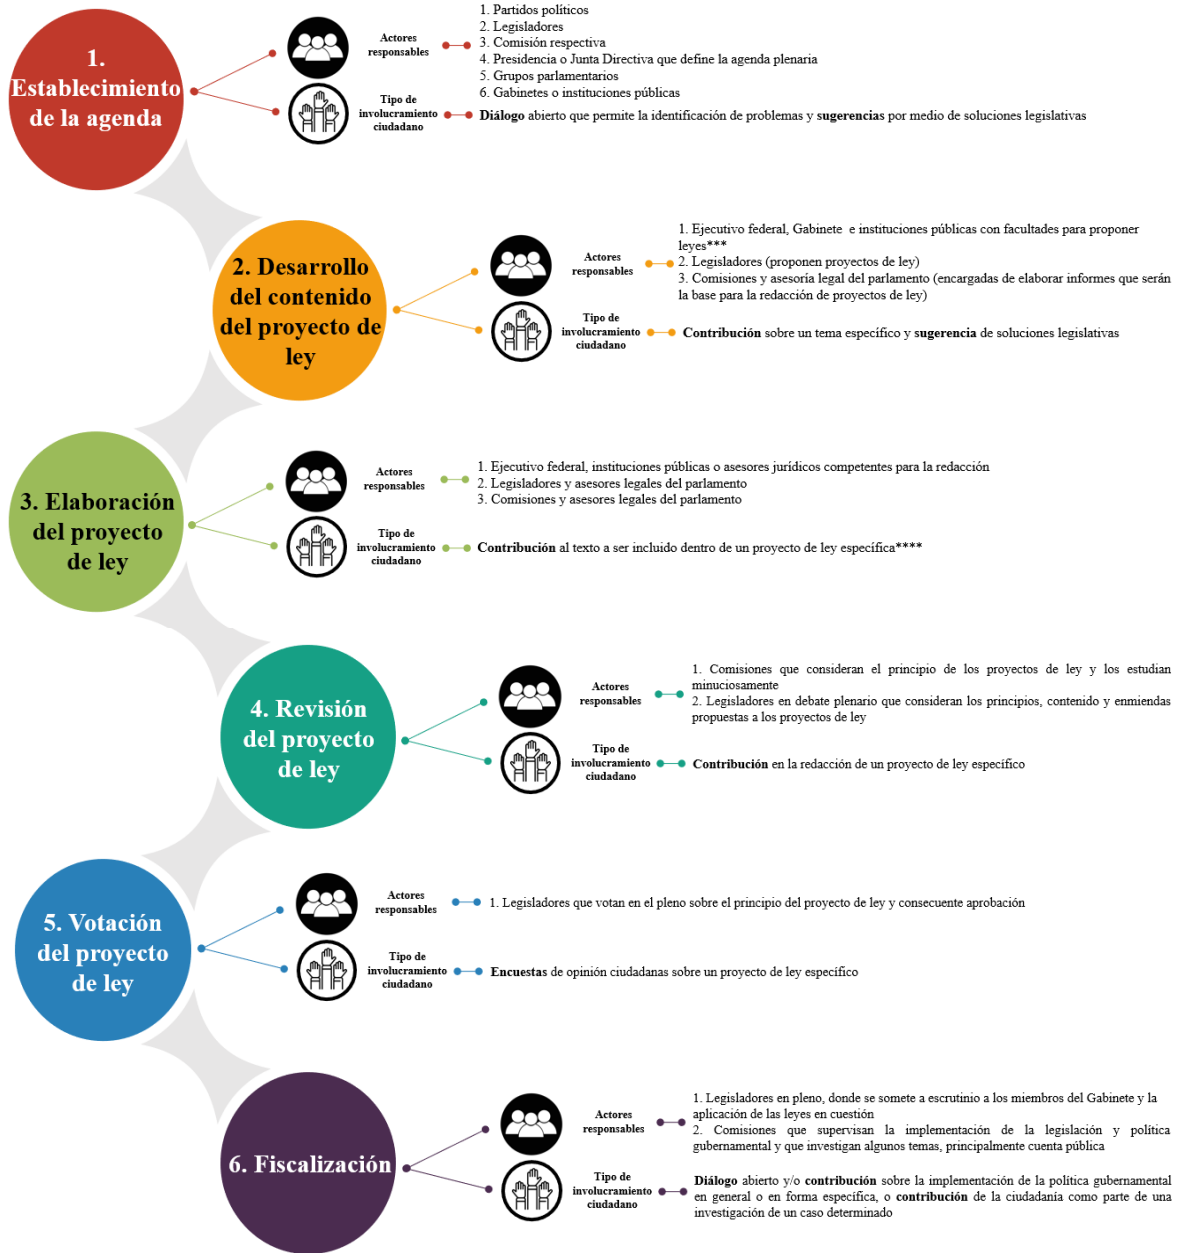 1.
Establecimiento
de la agenda
Actores
responsables
1. Partidos políticos
2. Legisladores
3. Comisión respectiva
4. Presidencia o Junta Directiva que define la agenda plenaria
5. Grupos parlamentarios
6. Gabinetes o instituciones públicas
Tipo de
involucramiento
ciudadano
Diálogo abierto que permite la identificación de problemas y sugerencias por medio de soluciones legislativas
2. Desarrollo
del contenido
del proyecto de
ley
Actores
responsables
1. Ejecutivo federal, Gabinete e instituciones públicas con facultades para proponer
leyes***
2. Legisladores (proponen proyectos de ley)
3. Comisiones y asesoría legal del parlamento (encargadas de elaborar informes que serán
la base para la redacción de proyectos de ley)
Tipo de
involucramiento
ciudadano
Contribución sobre un tema específico y sugerencia de soluciones legislativas
3. Elaboración
del proyecto
de ley
Actores
responsables
1. Ejecutivo federal, instituciones públicas o asesores jurídicos competentes para la redacción
2. Legisladores y asesores legales del parlamento
3. Comisiones y asesores legales del parlamento
Tipo de
involucramiento
ciudadano
Contribución al texto a ser incluido dentro de un proyecto de ley específica****
4. Revisión
del proyecto
de ley
Actores
responsables
1. Comisiones que consideran el principio de los proyectos de ley y los estudian
minuciosamente
2. Legisladores en debate plenario que consideran los principios, contenido y enmiendas
propuestas a los proyectos de ley
Tipo de
involucramiento
ciudadano
Contribución en la redacción de un proyecto de ley específico
5. Votación
del proyecto
de ley
Actores
responsables
1. Legisladores que votan en el pleno sobre el principio del proyecto de ley y consecuente aprobación
Tipo de
involucramiento
ciudadano
Encuestas de opinión ciudadanas sobre un proyecto de ley específico
6. Fiscalización
Actores
responsables
1. Legisladores en pleno, donde se somete a escrutinio a los miembros del Gabinete y la
aplicación de las leyes en cuestión
2. Comisiones que supervisan la implementación de la legislación y política
gubernamental y que investigan algunos temas, principalmente cuenta pública
Tipo de
involucramiento
ciudadano
Diálogo abierto y/o contribución sobre la implementación de la política gubernamental
en general o en forma específica, o contribución de la ciudadanía como parte de una
investigación de un caso determinado